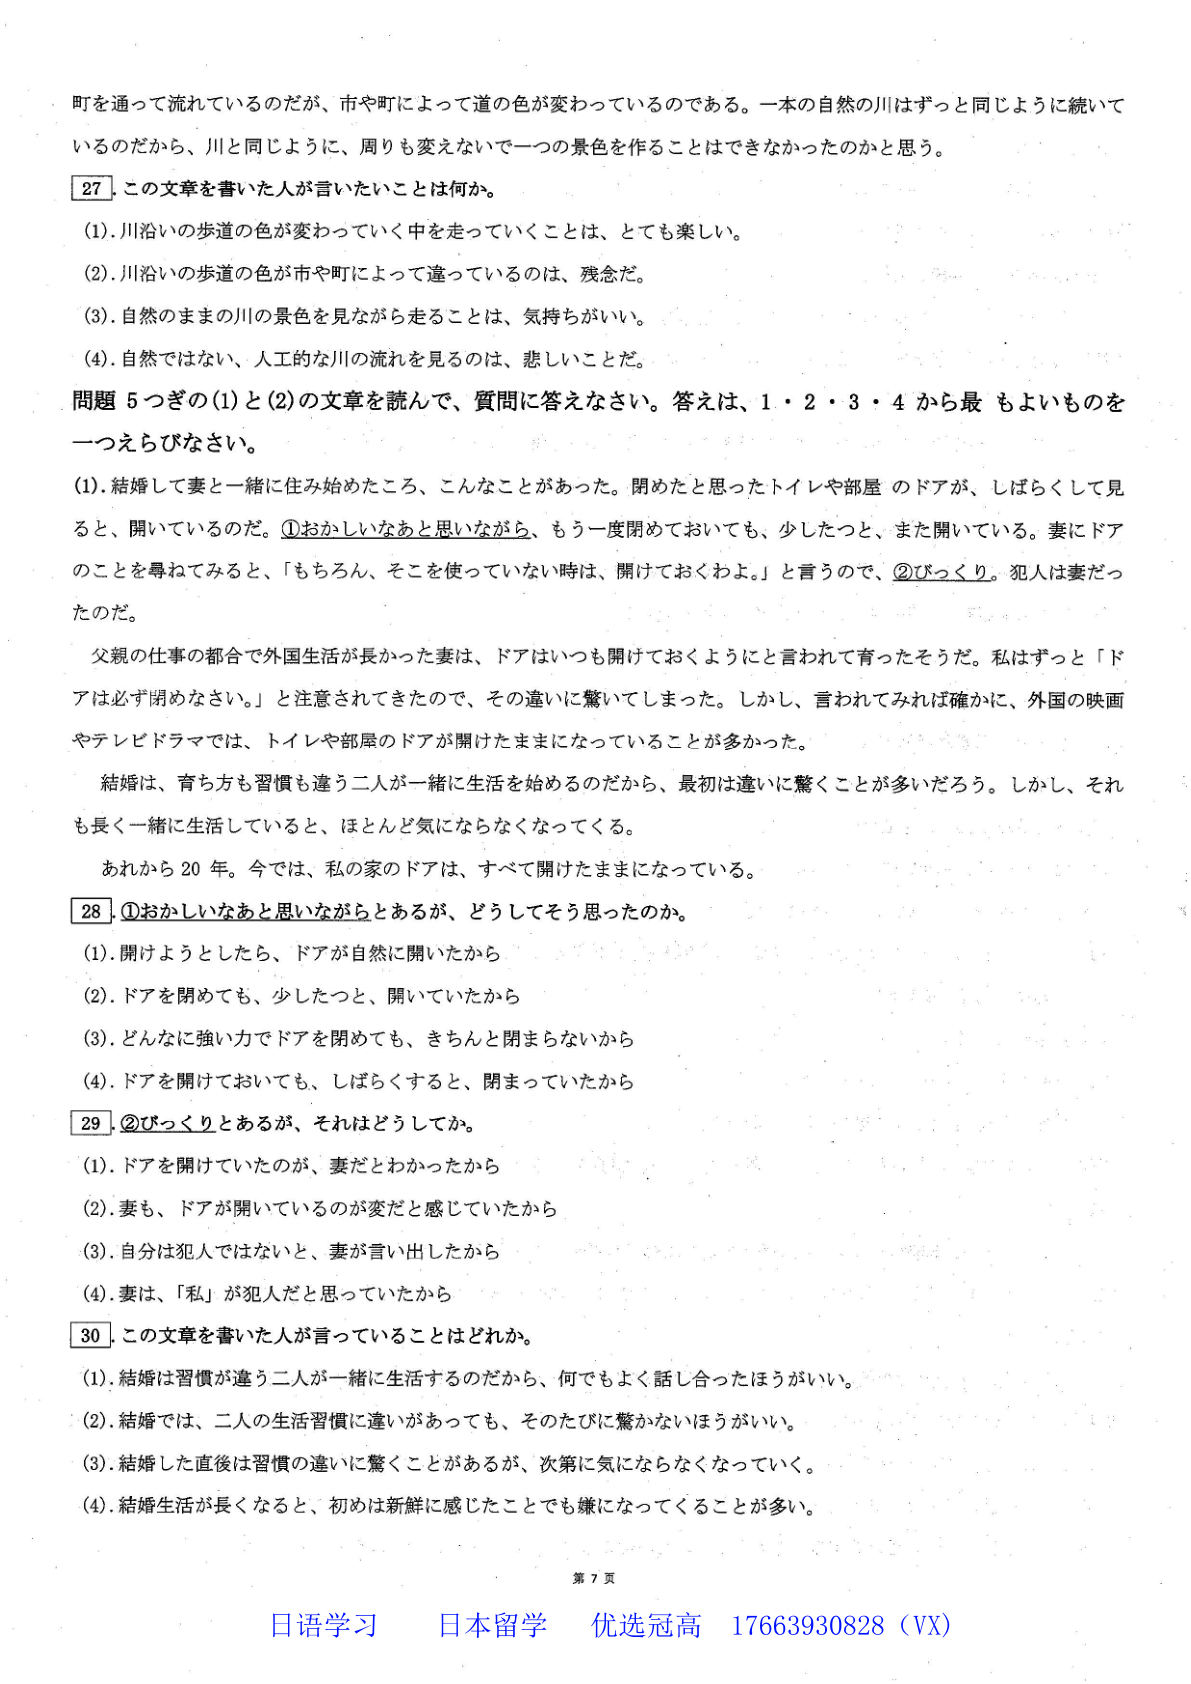 町を通って流れているのだが、市や町によって道の色が変わっているのである。一本の自然の川はずっと同じように続いて
いるのだから、川と同じように、周りも変えないで一つの景色を作ることはできなかったのかと思う。
27.この文章を書いた人が言いたいことは何か。
(1).川沿いの歩道の色が変わっていく中を走っていくことは、とても楽しい。
(2).川沿いの歩道の色が市や町によって違っているのは、残念だ。
(3).自然のままの川の景色を見ながら走ることは、気持ちがいい。
(4).自然ではない、人工的な川の流れを見るのは、悲しいことだ。
問題 5つぎの(1)と(2)の文章を読んで、質問に答えなさい。答えは、1・2・3・4 から最 もよいものを
一つえらびなさい。
(1).結婚して妻と一緒に住み始めたころ、こんなことがあった。閉めたと思ったトイレや部屋 のドアが、しばらくして見
ると、開いているのだ。①おかしいなあと思いながら、もう一度閉めておいても、少したつと、また開いている。妻にドア
のことを尋ねてみると、「もちろん、そこを使っていない時は、開けておくわよ。」と言うので、②びっくり。犯人は妻だっ
たのだ。
父親の仕事の都合で外国生活が長かった妻は、ドアはいつも開けておくようにと言われて育ったそうだ。私はずっと「ド
アは必ず閉めなさい。」と注意されてきたので、その違いに驚いてしまった。しかし、言われてみれば確かに、外国の映画
やテレビドラマでは、トイレや部屋のドアが開けたままになっていることが多かった。
結婚は、育ち方も習慣も違う二人が一緒に生活を始めるのだから、最初は違いに驚くことが多いだろう。しかし、それ
も長く一緒に生活していると、ほとんど気にならなくなってくる。
あれから20 年。今では、私の家のドアは、すべて開けたままになっている。
28.①おかしいなあと思いながらとあるが、どうしてそう思ったのか。
(1).開けようとしたら、ドアが自然に開いたから
(2).ドアを閉めても、少したつと、開いていたから
(3).どんなに強い力でドアを閉めても、きちんと閉まらないから
(4).ドアを開けておいても、しばらくすると、閉まっていたから
29.②びっくりとあるが、それはどうしてか。
(1).ドアを開けていたのが、妻だとわかったから
(2).妻も、ドアが開いているのが変だと感じていたから
(3).自分は犯人ではないと、妻が言い出したから
(4).妻は、「私」が犯人だと思っていたから
30.この文章を書いた人が言っていることはどれか。
(1).結婚は習慣が違う二人が一緒に生活するのだから、何でもよく話し合ったほうがいい。
(2).結婚では、二人の生活習慣に違いがあっても、そのたびに驚かないほうがいい。
(3).結婚した直後は習慣の違いに驚くことがあるが、次第に気にならなくなっていく。
(4).結婚生活が長くなると、初めは新鮮に感じたことでも嫌になってくることが多い。
第 7 页
日语学习 日本留学 优选冠高 17663930828（VX）